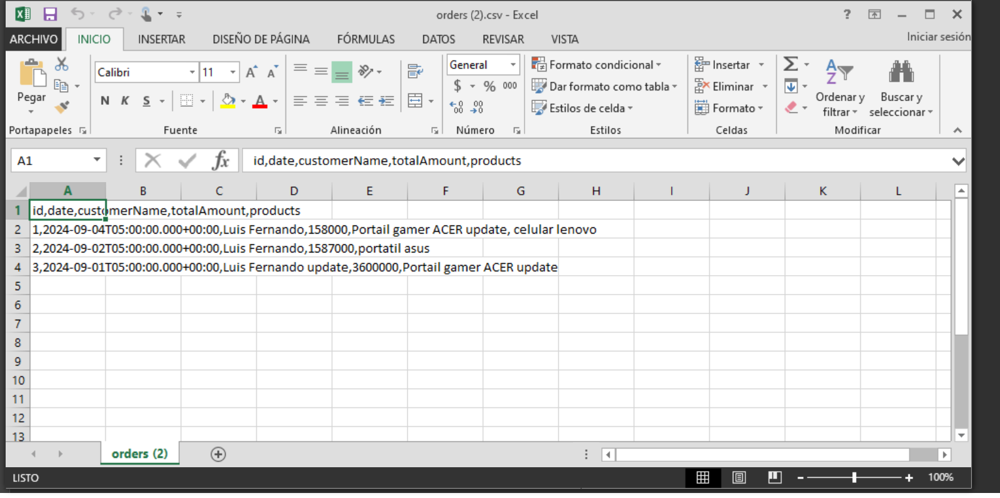 orders (2).csv - Excel
?
ARCHIVO INICIO INSERTAR DISEÑO DE PÁGINA FÓRMULAS DATOS REVISAR VISTA Iniciar sesión
Pegar
Portapapeles
Calibri 11 A A
N K S A
Fuente
Alineación
General
$ % 000
←0 ,00
,00 →,0
Número
Formato condicional
Dar formato como tabla
Estilos de celda
Estilos
Insertar
Eliminar
Formato
Celdas
Σ
A
Z
Ordenar y
filtrar
Buscar y
seleccionar
Modificar
A1 fx id,date,customerName,totalAmount,products
A B C D E F G H I J K L
1 id,date,customerName,totalAmount,products
2 1,2024-09-04T05:00:00.000+00:00,Luis Fernando,158000,Portail gamer ACER update, celular lenovo
3 2,2024-09-02T05:00:00.000+00:00,Luis Fernando,1587000,portatil asus
4 3,2024-09-01T05:00:00.000+00:00,Luis Fernando update,3600000,Portail gamer ACER update
5
6
7
8
9
10
11
12
13
orders (2)
LISTO 100%